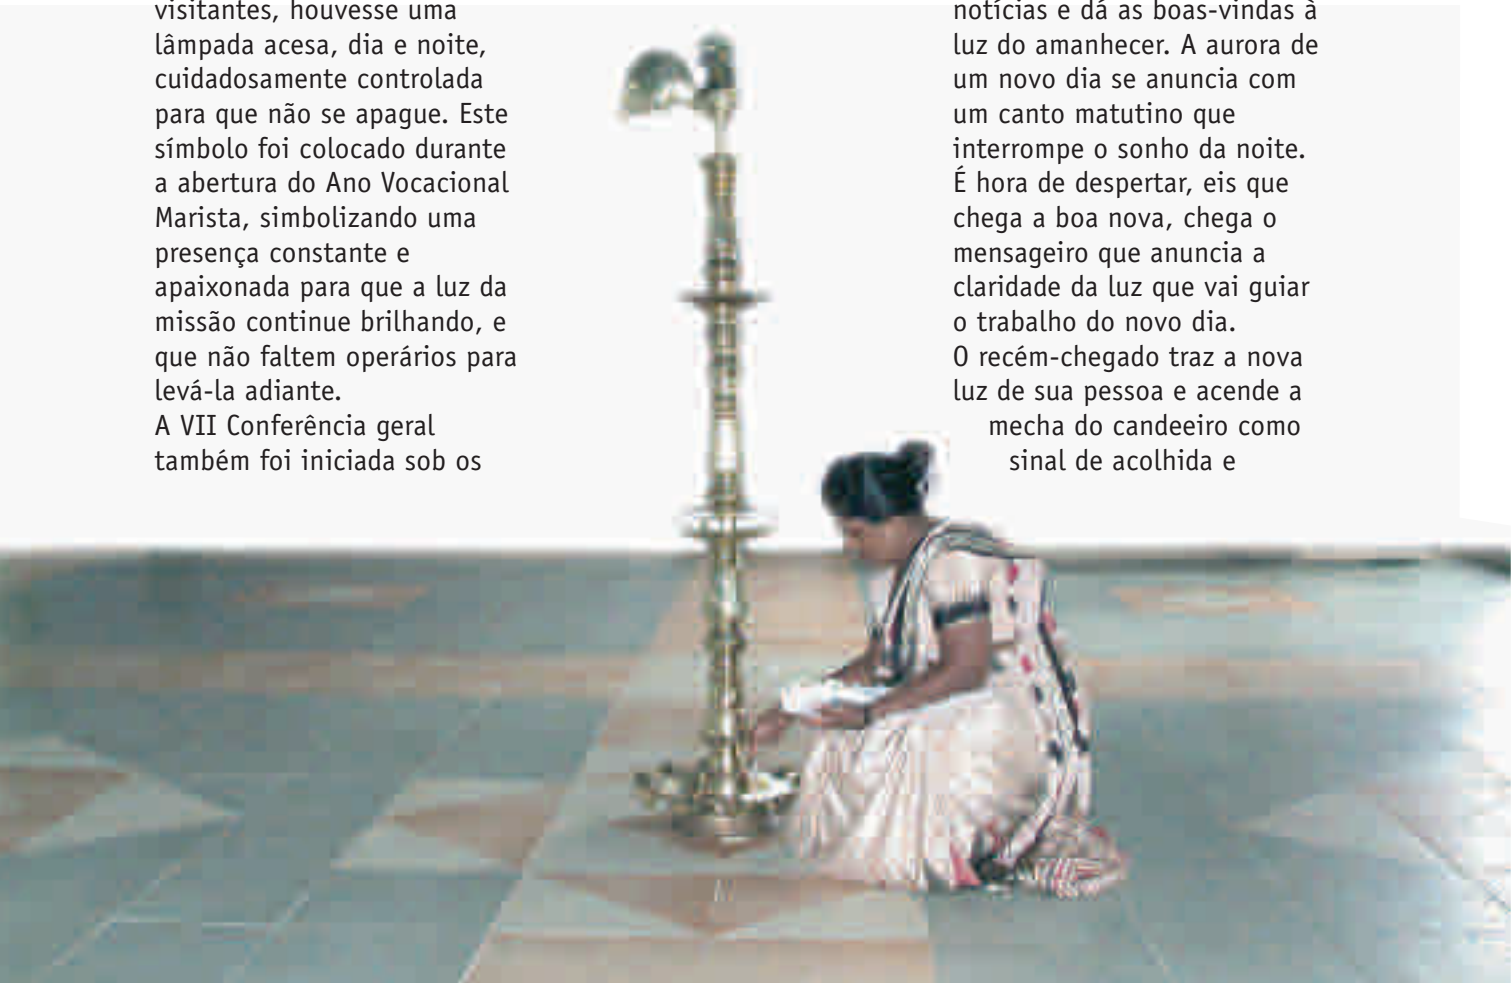 visitantes, houvesse uma
lâmpada acesa, dia e noite,
cuidadosamente controlada
para que não se apague. Este
símbolo foi colocado durante
a abertura do Ano Vocacional
Marista, simbolizando uma
presença constante e
apaixonada para que a luz da
missão continue brilhando, e
que não faltem operários para
levá-la adiante.
A VII Conferência geral
também foi iniciada sob os
notícias e dá as boas-vindas à
luz do amanhecer. A aurora de
um novo dia se anuncia com
um canto matutino que
interrompe o sonho da noite.
É hora de despertar, eis que
chega a boa nova, chega o
mensageiro que anuncia a
claridade da luz que vai guiar
o trabalho do novo dia.
O recém-chegado traz a nova
luz de sua pessoa e acende a
mecha do candeeiro como
sinal de acolhida e